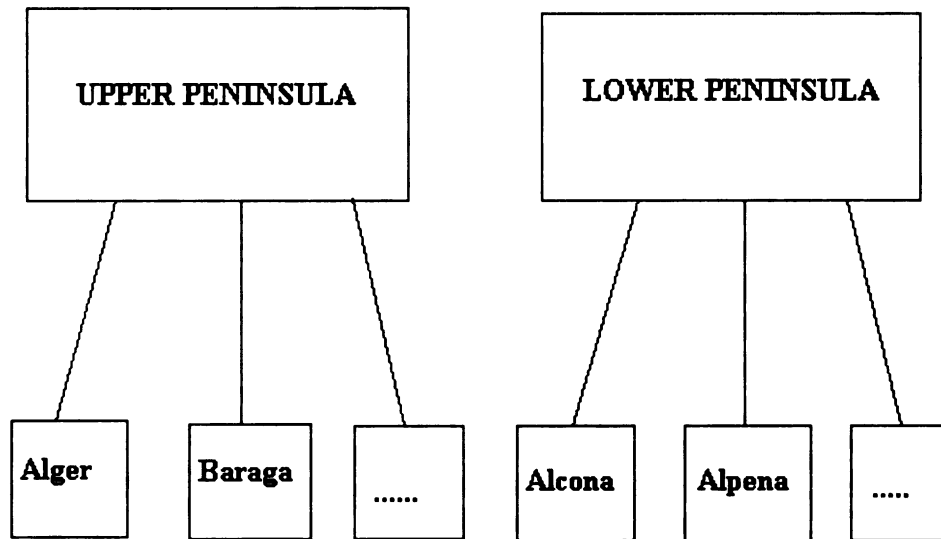 UPPER PENINSULA
LOWER PENINSULA
Alger
Baraga
......
Alcona
Alpena
.....